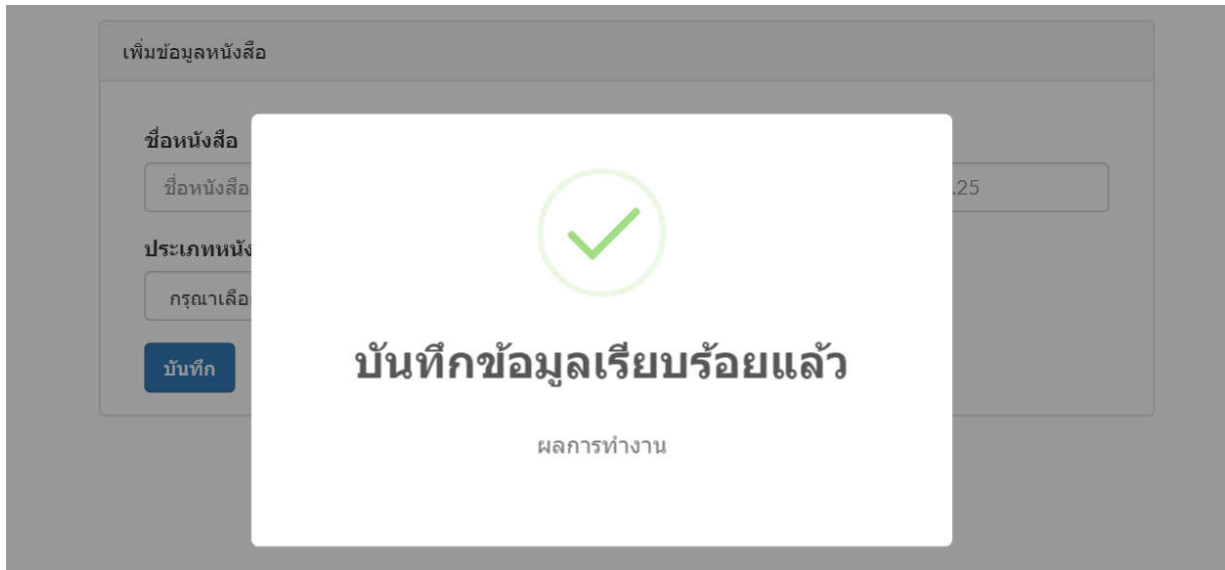 เพิ่มข้อมูลหนังสือ
ชื่อหนังสือ
ชื่อหนังสือ
.25
ประเภทหนัง
กรุณาเลือ
บันทึก
บันทึกข้อมูลเรียบร้อยแล้ว
ผลการทำงาน